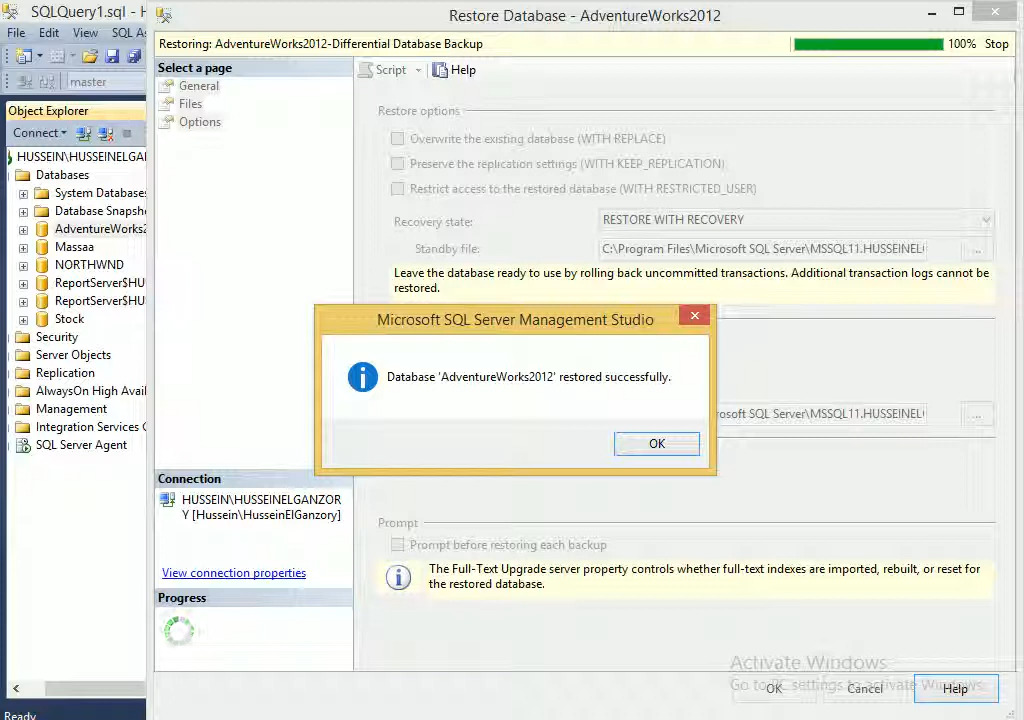 SQLQuery1.sql - H
File Edit View SQL As
master
Object Explorer
Connect
HUSSEIN\HUSSEINELGAN
Databases
System Databases
Database Snapsh
AdventureWorks2
Massaa
NORTHWND
ReportServer$HU
ReportServer$HU
Stock
Security
Server Objects
Replication
AlwaysOn High Avail
Management
Integration Services C
SQL Server Agent
Ready
Restore Database - AdventureWorks2012
Restoring: AdventureWorks2012-Differential Database Backup
100% Stop
Select a page
General
Files
Options
Script Help
Restore options
Overwrite the existing database (WITH REPLACE)
Preserve the replication settings (WITH KEEP_REPLICATION)
Restrict access to the restored database (WITH RESTRICTED_USER)
Recovery state: RESTORE WITH RECOVERY
Standby file: C:\Program Files\Microsoft SQL Server\MSSQL11.HUSSEINEL( ...
Leave the database ready to use by rolling back uncommitted transactions. Additional transaction logs cannot be
restored.
Microsoft SQL Server Management Studio
Database 'AdventureWorks2012' restored successfully.
OK
rosoft SQL Server\MSSQL11.HUSSEINEL( ...
Connection
HUSSEIN\HUSSEINELGANZOR
Y [Hussein\HusseinElGanzory]
View connection properties
Progress
Prompt
Prompt before restoring each backup
The Full-Text Upgrade server property controls whether full-text indexes are imported, rebuilt, or reset for
the restored database.
Activate Windows
Go to PC settings to activate Windows.
OK Cancel Help